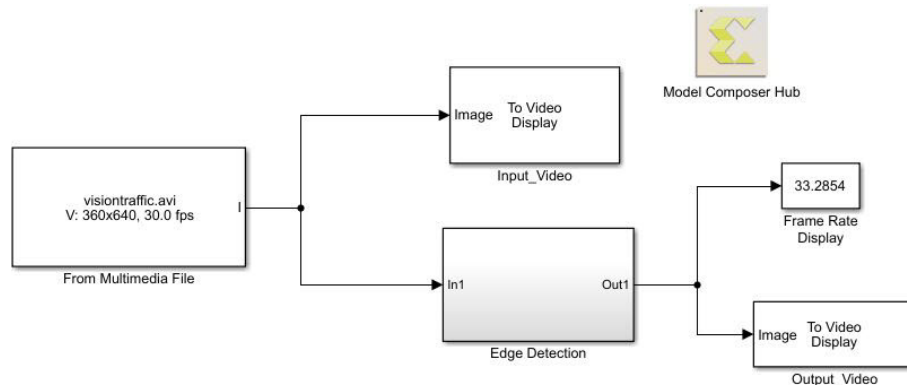 Model Composer Hub
Image
To Video
Display
Input_Video
visiontraffic.avi
V: 360x640, 30.0 fps
I
From Multimedia File
33.2854
Frame Rate
Display
In1
Out1
Edge Detection
Image
To Video
Display
Output_Video